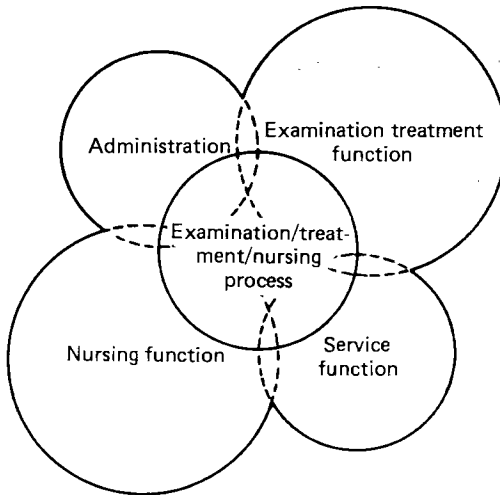 Administration
Examination treatment
function
Examination/treat-
ment/nursing
process
Nursing function
Service
function